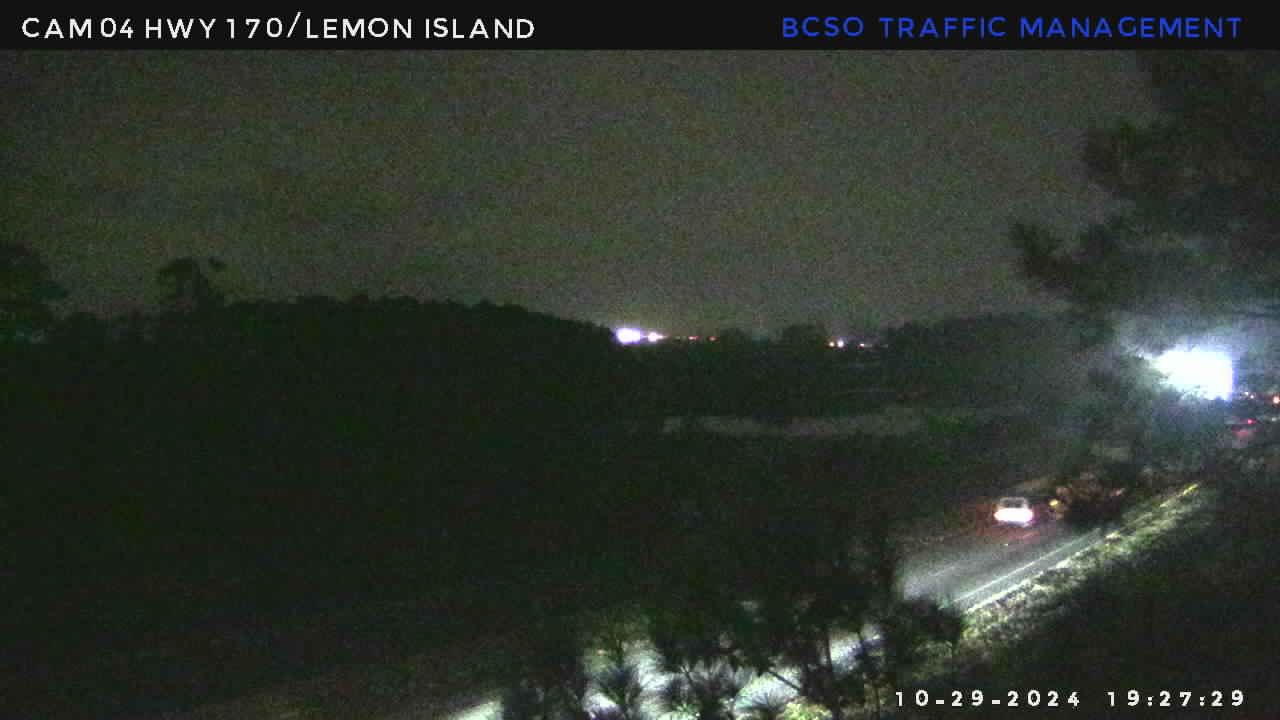 CAM04 HWY 170/LEMON ISLAND
BCSO TRAFFIC MANAGEMENT
10-29-2024 19:27:29